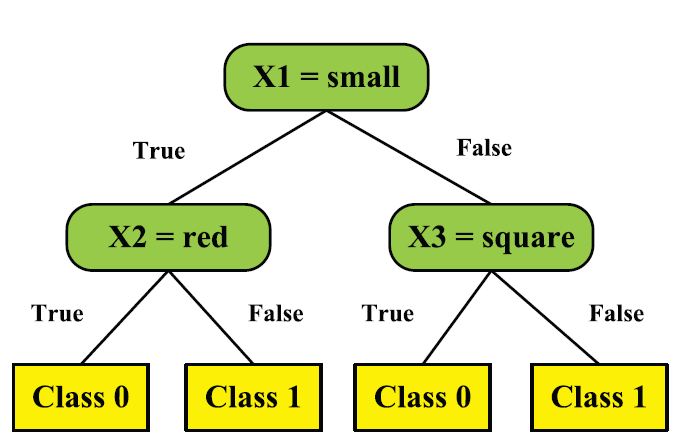 X1 = small
True
False
X2 = red
X3 = square
True
False
True
False
Class 0
Class 1
Class 0
Class 1